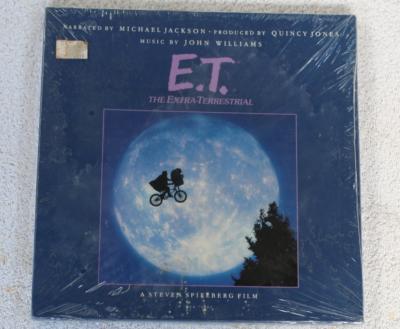 NARRATED BY MICHAEL JACKSON · PRODUCED BY QUINCY JONES
MUSIC BY JOHN WILLIAMS
E.T.
THE EXTRA-TERRESTRIAL
A STEVEN SPIELBERG FILM